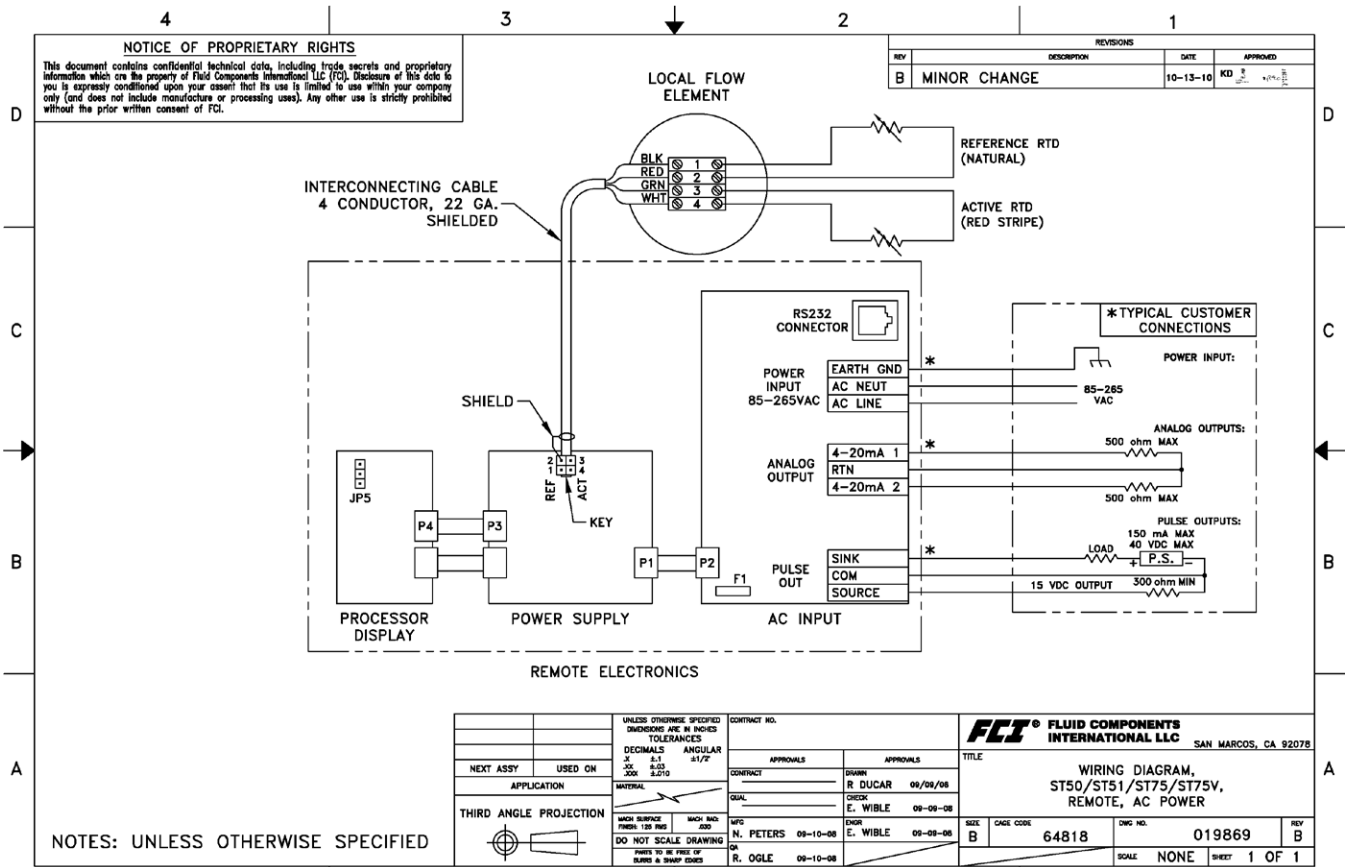 4
3
2
1
NOTICE OF PROPRIETARY RIGHTS
This document contains confidential technical data, including trade secrets and proprietary
information which are the property of Fluid Components International LLC (FCI). Disclosure of this data to
you is expressly conditioned upon your assent that its use is limited to use within your company
only (and does not include manufacture or processing uses). Any other use is strictly prohibited
without the prior written consent of FCI.
REVISIONS
REV DESCRIPTION DATE APPROVED
B MINOR CHANGE 10-13-10 KD
D
D
LOCAL FLOW
ELEMENT
BLK 1
RED 2
GRN 3
WHT 4
REFERENCE RTD
(NATURAL)
ACTIVE RTD
(RED STRIPE)
INTERCONNECTING CABLE
4 CONDUCTOR, 22 GA.
SHIELDED
C
C
RS232
CONNECTOR
*TYPICAL CUSTOMER
CONNECTIONS
POWER
INPUT
85-265VAC
EARTH GND *
AC NEUT
AC LINE
POWER INPUT:
85-265
VAC
SHIELD
ANALOG
OUTPUT
4-20mA 1 *
RTN
4-20mA 2
ANALOG OUTPUTS:
500 ohm MAX
500 ohm MAX
2 3
1 4
REF ACT
KEY
JP5
P4 P3
P1 P2
F1
B
B
PULSE
OUT
SINK *
COM
SOURCE
PULSE OUTPUTS:
150 mA MAX
40 VDC MAX
LOAD
+ P.S. -
15 VDC OUTPUT
300 ohm MIN
PROCESSOR
DISPLAY
POWER SUPPLY
AC INPUT
REMOTE ELECTRONICS
A
A
NOTES: UNLESS OTHERWISE SPECIFIED
NEXT ASSY USED ON
APPLICATION
THIRD ANGLE PROJECTION
UNLESS OTHERWISE SPECIFIED
DIMENSIONS ARE IN INCHES
TOLERANCES
DECIMALS ANGULAR
.X ±.1 ±1/2°
.XX ±.03
.XXX ±.010
MATERIAL
MACH SURFACE
FINISH: 125 RMS
MACH RAD:
.030
DO NOT SCALE DRAWING
PARTS TO BE FREE OF
BURRS & SHARP EDGES
CONTRACT NO.
APPROVALS APPROVALS
CONTRACT
DRAWN
R DUCAR 09/09/08
QUAL
CHECK
E. WIBLE 09-09-08
MFG
N. PETERS 09-10-08
ENGR
E. WIBLE 09-09-08
QA
R. OGLE 09-10-08
FCI® FLUID COMPONENTS
INTERNATIONAL LLC
SAN MARCOS, CA 92078
TITLE
WIRING DIAGRAM,
ST50/ST51/ST75/ST75V,
REMOTE, AC POWER
SIZE
B
CAGE CODE
64818
DWG NO.
019869
REV
B
SCALE NONE SHEET 1 OF 1